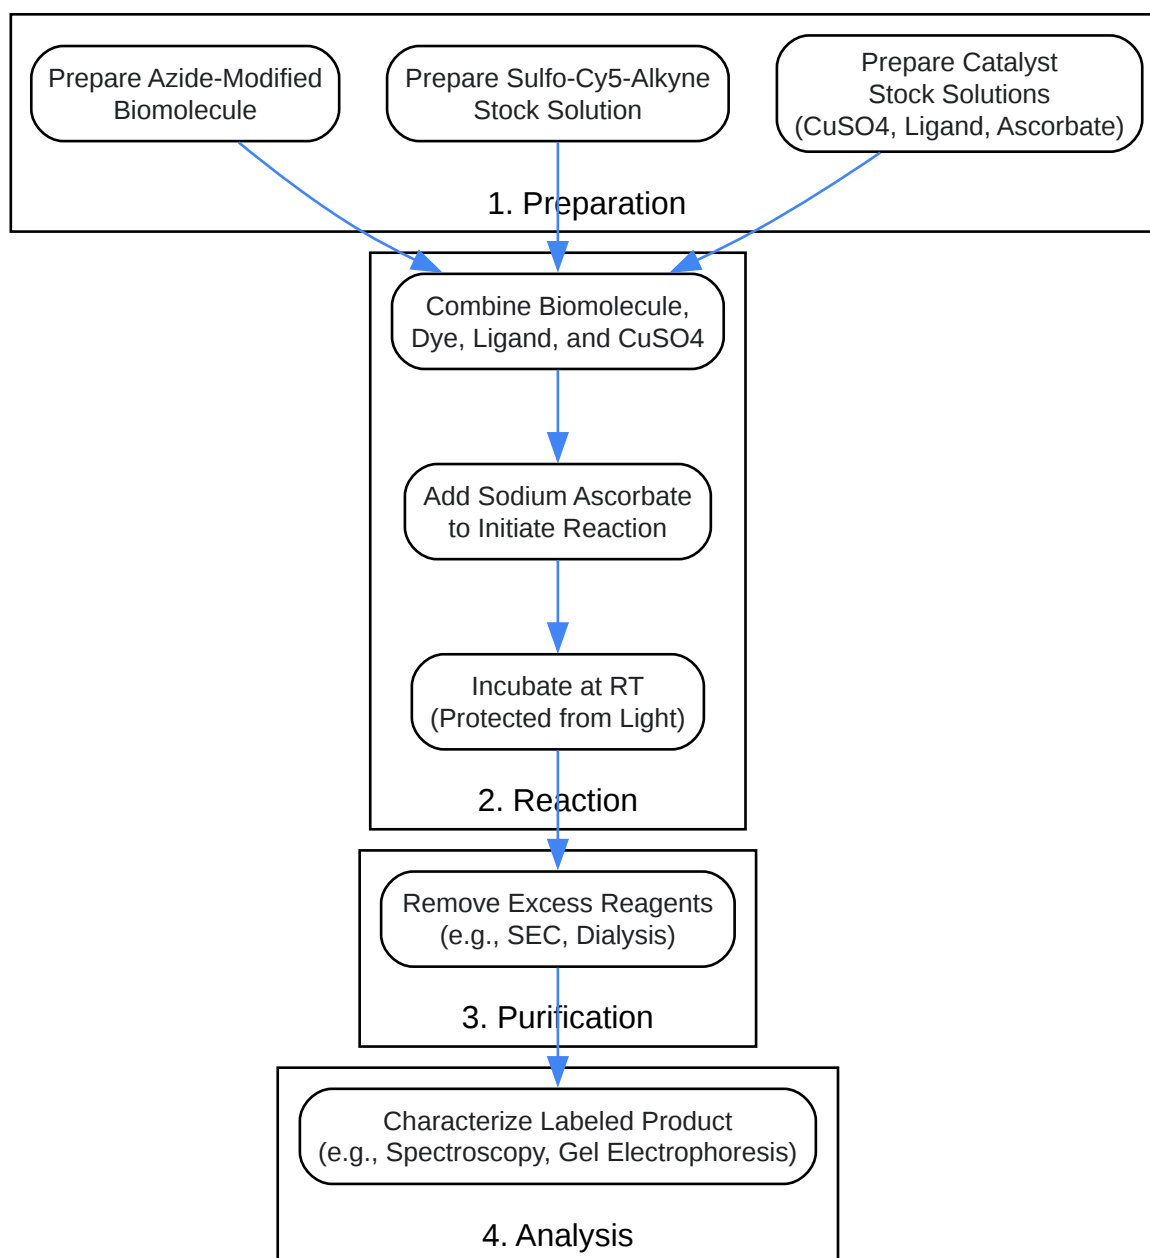 Prepare Azide-Modified
Biomolecule
Prepare Sulfo-Cy5-Alkyne
Stock Solution
Prepare Catalyst
Stock Solutions
(CuSO4, Ligand, Ascorbate)
1. Preparation
Combine Biomolecule,
Dye, Ligand, and CuSO4
Add Sodium Ascorbate
to Initiate Reaction
Incubate at RT
(Protected from Light)
2. Reaction
Remove Excess Reagents
(e.g., SEC, Dialysis)
3. Purification
Characterize Labeled Product
(e.g., Spectroscopy, Gel Electrophoresis)
4. Analysis